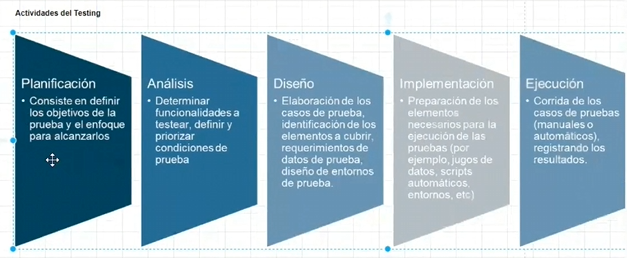 Actividades del Testing
Planificación
• Consiste en definir
los objetivos de la
prueba y el enfoque
para alcanzarlos
Análisis
• Determinar
funcionalidades a
testear, definir y
priorizar
condiciones de
prueba
Diseño
• Elaboración de los
casos de prueba,
identificación de los
elementos a cubrir,
requerimientos de
datos de prueba,
diseño de entornos
de prueba.
Implementación
• Preparación de los
elementos
necesarios para la
ejecución de las
pruebas (por
ejemplo, jugos de
datos, scripts
automáticos,
entornos, etc)
Ejecución
• Corrida de los
casos de pruebas
(manuales o
automáticos),
registrando los
resultados.